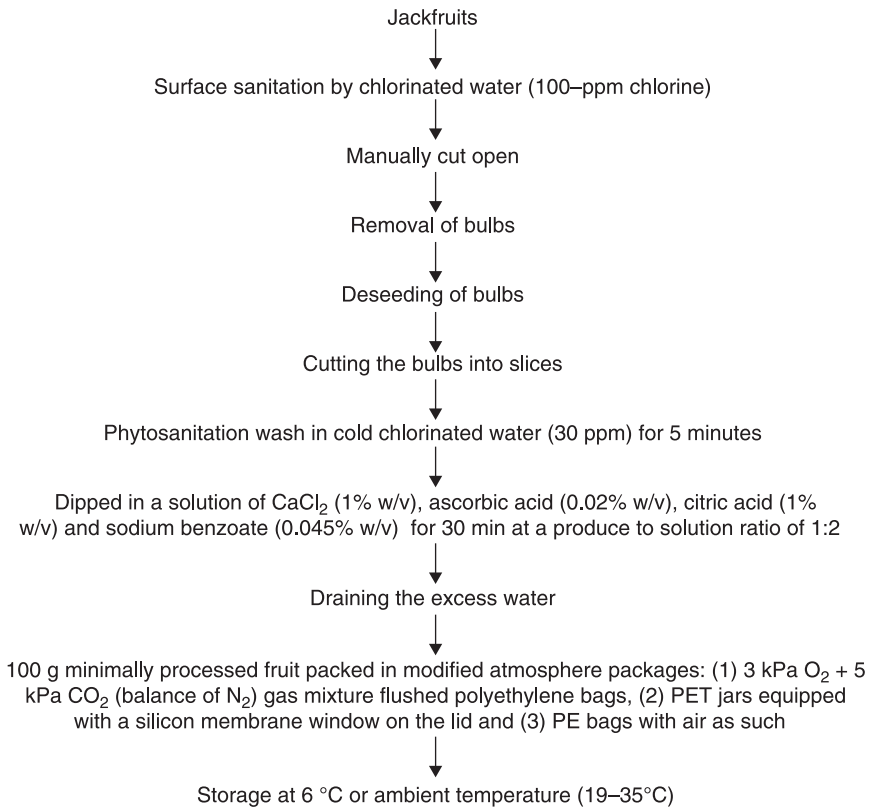 Jackfruits
Surface sanitation by chlorinated water (100–ppm chlorine)
Manually cut open
Removal of bulbs
Deseeding of bulbs
Cutting the bulbs into slices
Phytosanitation wash in cold chlorinated water (30 ppm) for 5 minutes
Dipped in a solution of CaCl₂ (1% w/v), ascorbic acid (0.02% w/v), citric acid (1%
w/v) and sodium benzoate (0.045% w/v) for 30 min at a produce to solution ratio of 1:2
Draining the excess water
100 g minimally processed fruit packed in modified atmosphere packages: (1) 3 kPa O₂ + 5
kPa CO₂ (balance of N₂) gas mixture flushed polyethylene bags, (2) PET jars equipped
with a silicon membrane window on the lid and (3) PE bags with air as such
Storage at 6 °C or ambient temperature (19–35°C)